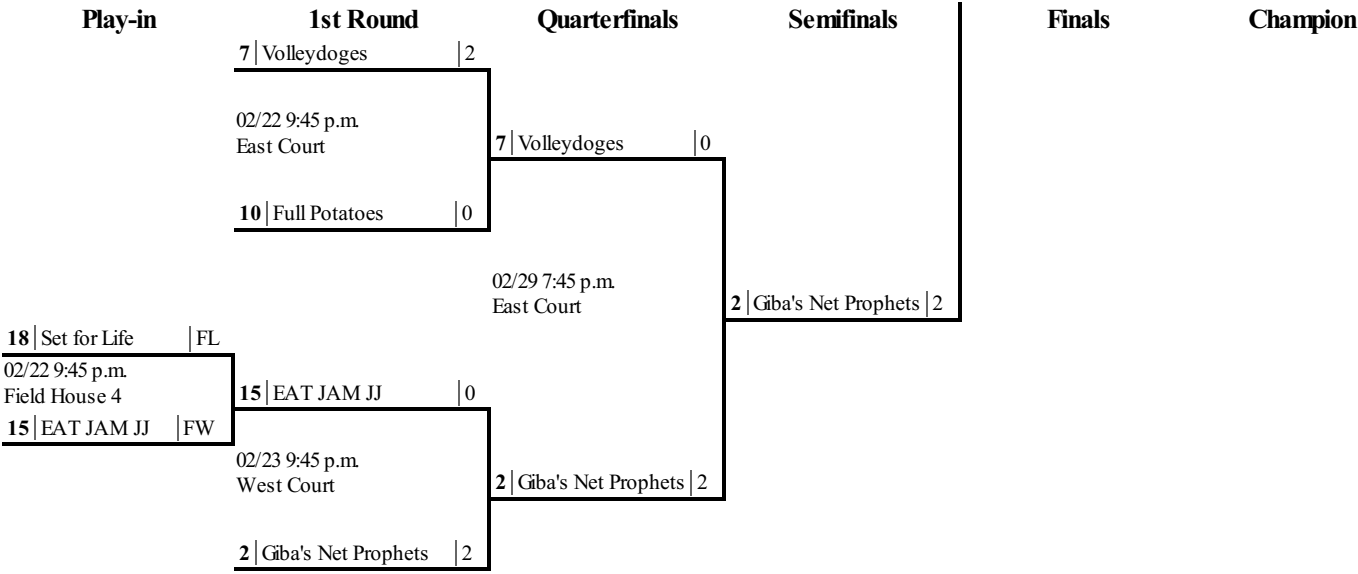 Play-in 1st Round Quarterfinals Semifinals Finals Champion
7 Volleydoges 2
02/22 9:45 p.m.
East Court
7 Volleydoges 0
10 Full Potatoes 0
02/29 7:45 p.m.
East Court
2 Giba's Net Prophets 2
18 Set for Life FL
02/22 9:45 p.m.
Field House 4
15 EAT JAM JJ FW
15 EAT JAM JJ 0
02/23 9:45 p.m.
West Court
2 Giba's Net Prophets 2
2 Giba's Net Prophets 2